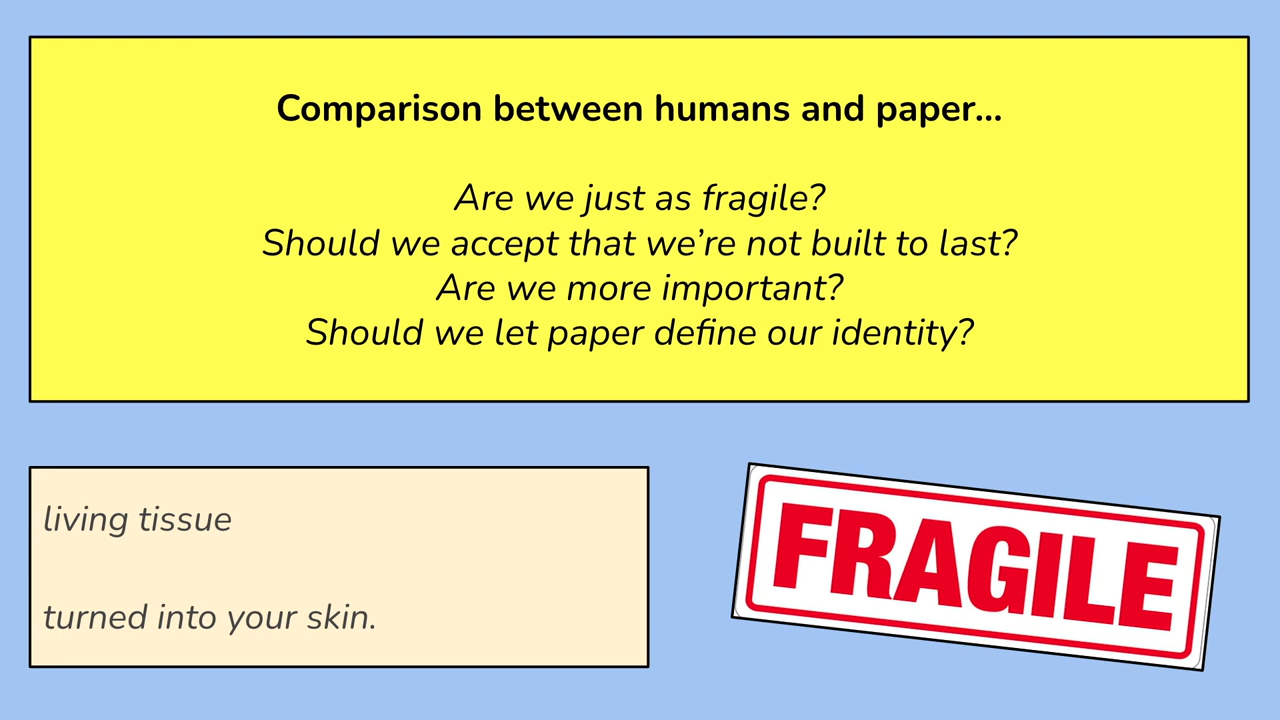 Comparison between humans and paper...
Are we just as fragile?
Should we accept that we’re not built to last?
Are we more important?
Should we let paper define our identity?
living tissue
turned into your skin.
FRAGILE